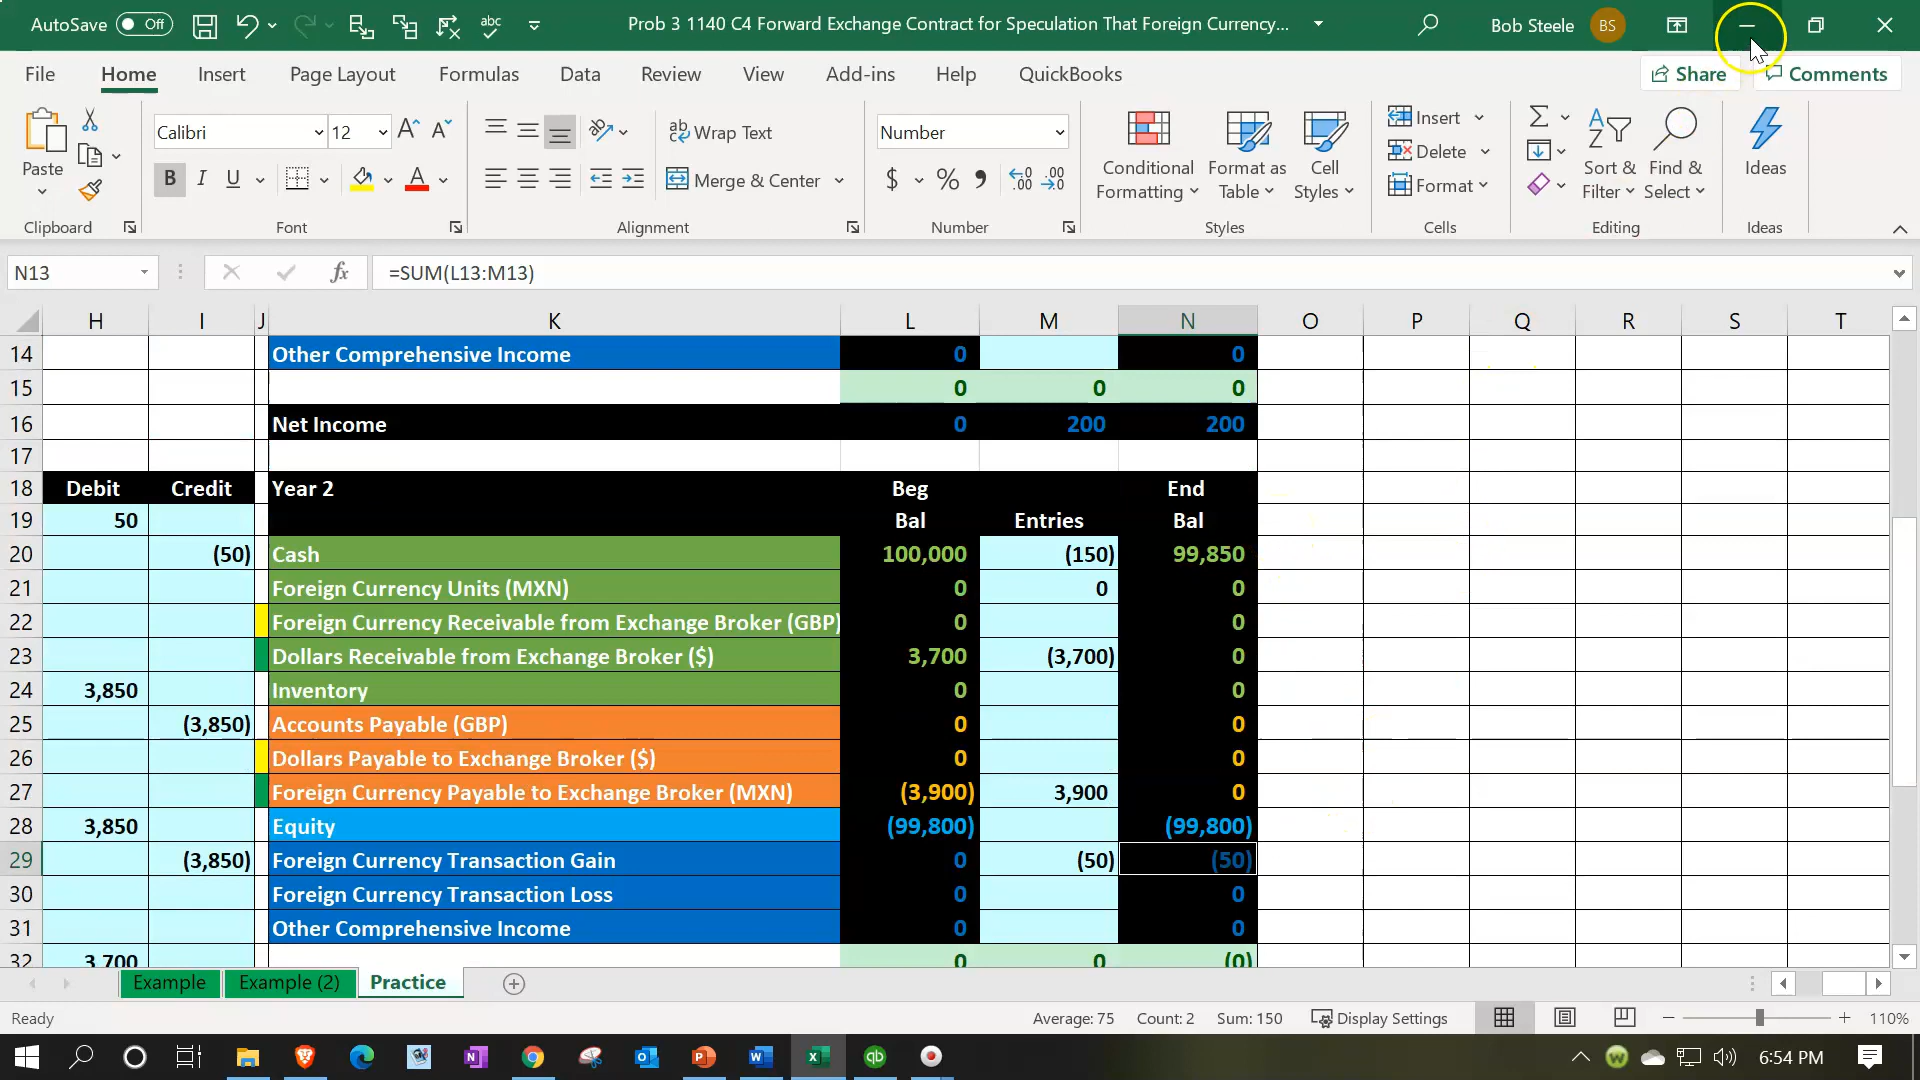 AutoSave Off Prob 3 1140 C4 Forward Exchange Contract for Speculation That Foreign Currency... Bob Steele BS
File Home Insert Page Layout Formulas Data Review View Add-ins Help QuickBooks Share Comments
Paste Calibri 12 Wrap Text Number Conditional Formatting Format as Table Cell Styles Insert Sort & Filter Find & Select Ideas
B I U Merge & Center $ % Delete
Format
Clipboard Font Alignment Number Styles Cells Editing Ideas
N13 fx =SUM(L13:M13)
H I J K L M N O P Q R S T
14 Other Comprehensive Income 0 0
15 0 0 0
16 Net Income 0 200 200
17
18 Debit Credit Year 2 Beg End
19 50 Bal Entries Bal
20 (50) Cash 100,000 (150) 99,850
21 Foreign Currency Units (MXN) 0 0 0
22 Foreign Currency Receivable from Exchange Broker (GBP) 0 0
23 Dollars Receivable from Exchange Broker ($) 3,700 (3,700) 0
24 3,850 Inventory 0 0
25 (3,850) Accounts Payable (GBP) 0 0
26 Dollars Payable to Exchange Broker ($) 0 0
27 Foreign Currency Payable to Exchange Broker (MXN) (3,900) 3,900 0
28 3,850 Equity (99,800) (99,800)
29 (3,850) Foreign Currency Transaction Gain 0 (50) (50)
30 Foreign Currency Transaction Loss 0 0
31 Other Comprehensive Income 0 0
32 3,700 0 0 (0)
Example Example (2) Practice
Ready Average: 75 Count: 2 Sum: 150 Display Settings 110%
6:54 PM